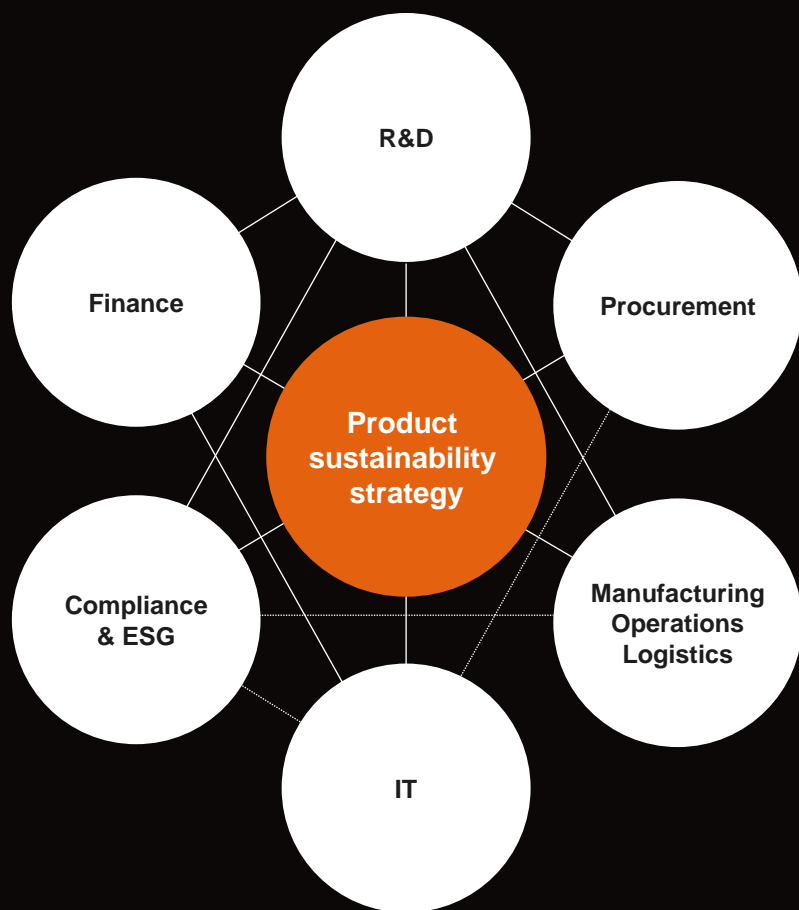 R&D
Finance
Procurement
Product
sustainability
strategy
Compliance
& ESG
Manufacturing
Operations
Logistics
IT